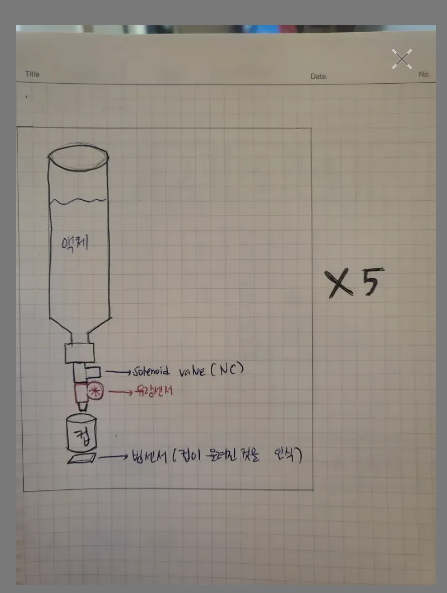 Title
Date.
No.
액체
X 5
Solenoid valve (NC)
유량센서
컵
빛센서 (컵이 올려진 것을 인식)